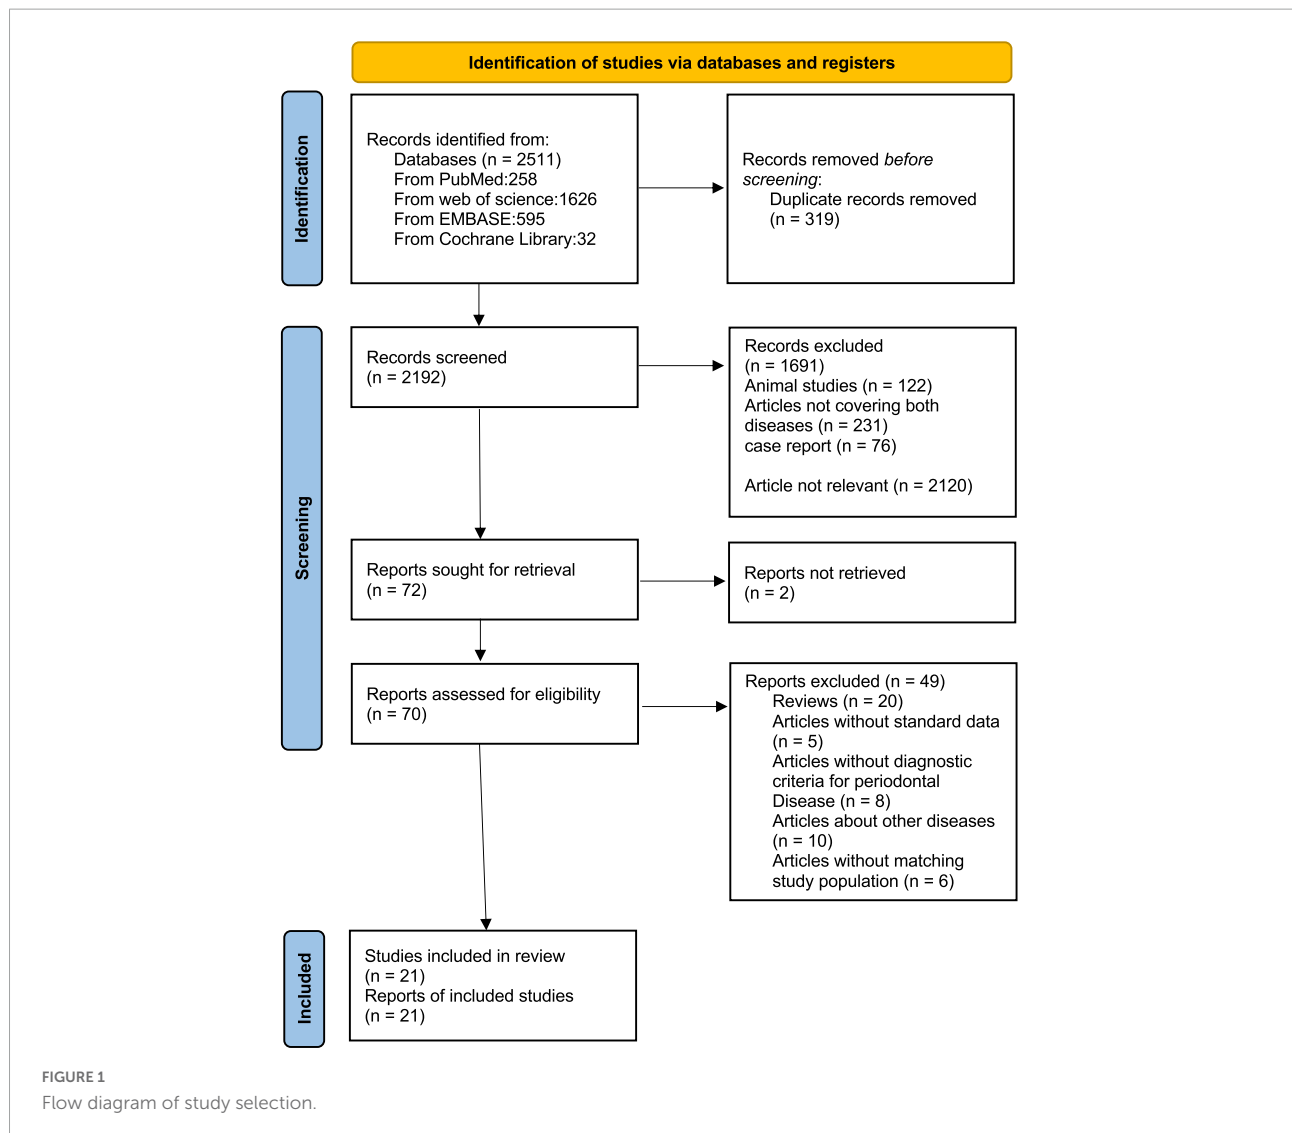 Identification of studies via databases and registers
Identification
Records identified from:
Databases (n = 2511)
From PubMed:258
From web of science:1626
From EMBASE:595
From Cochrane Library:32
Records removed before
screening:
Duplicate records removed
(n = 319)
Screening
Records screened
(n = 2192)
Records excluded
(n = 1691)
Animal studies (n = 122)
Articles not covering both
diseases (n = 231)
case report (n = 76)
Article not relevant (n = 2120)
Reports sought for retrieval
(n = 72)
Reports not retrieved
(n = 2)
Reports assessed for eligibility
(n = 70)
Reports excluded (n = 49)
Reviews (n = 20)
Articles without standard data
(n = 5)
Articles without diagnostic
criteria for periodontal
Disease (n = 8)
Articles about other diseases
(n = 10)
Articles without matching
study population (n = 6)
Included
Studies included in review
(n = 21)
Reports of included studies
(n = 21)
FIGURE 1
Flow diagram of study selection.